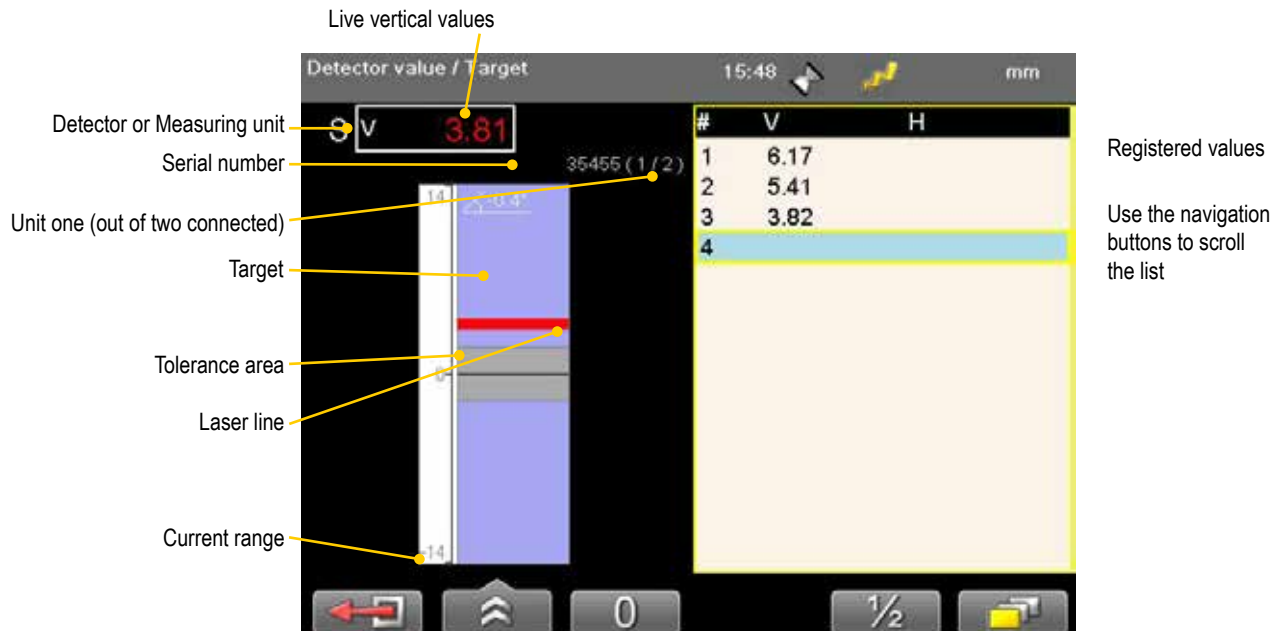 Live vertical values
Detector value / Target
15:48
mm
Detector or Measuring unit
S V 3.81
Serial number
35455 ( 1 / 2 )
Unit one (out of two connected)
Target
Tolerance area
Laser line
Current range
14
0
-14
# V H
1 6.17
2 5.41
3 3.82
4
Registered values
Use the navigation
buttons to scroll
the list
0
½